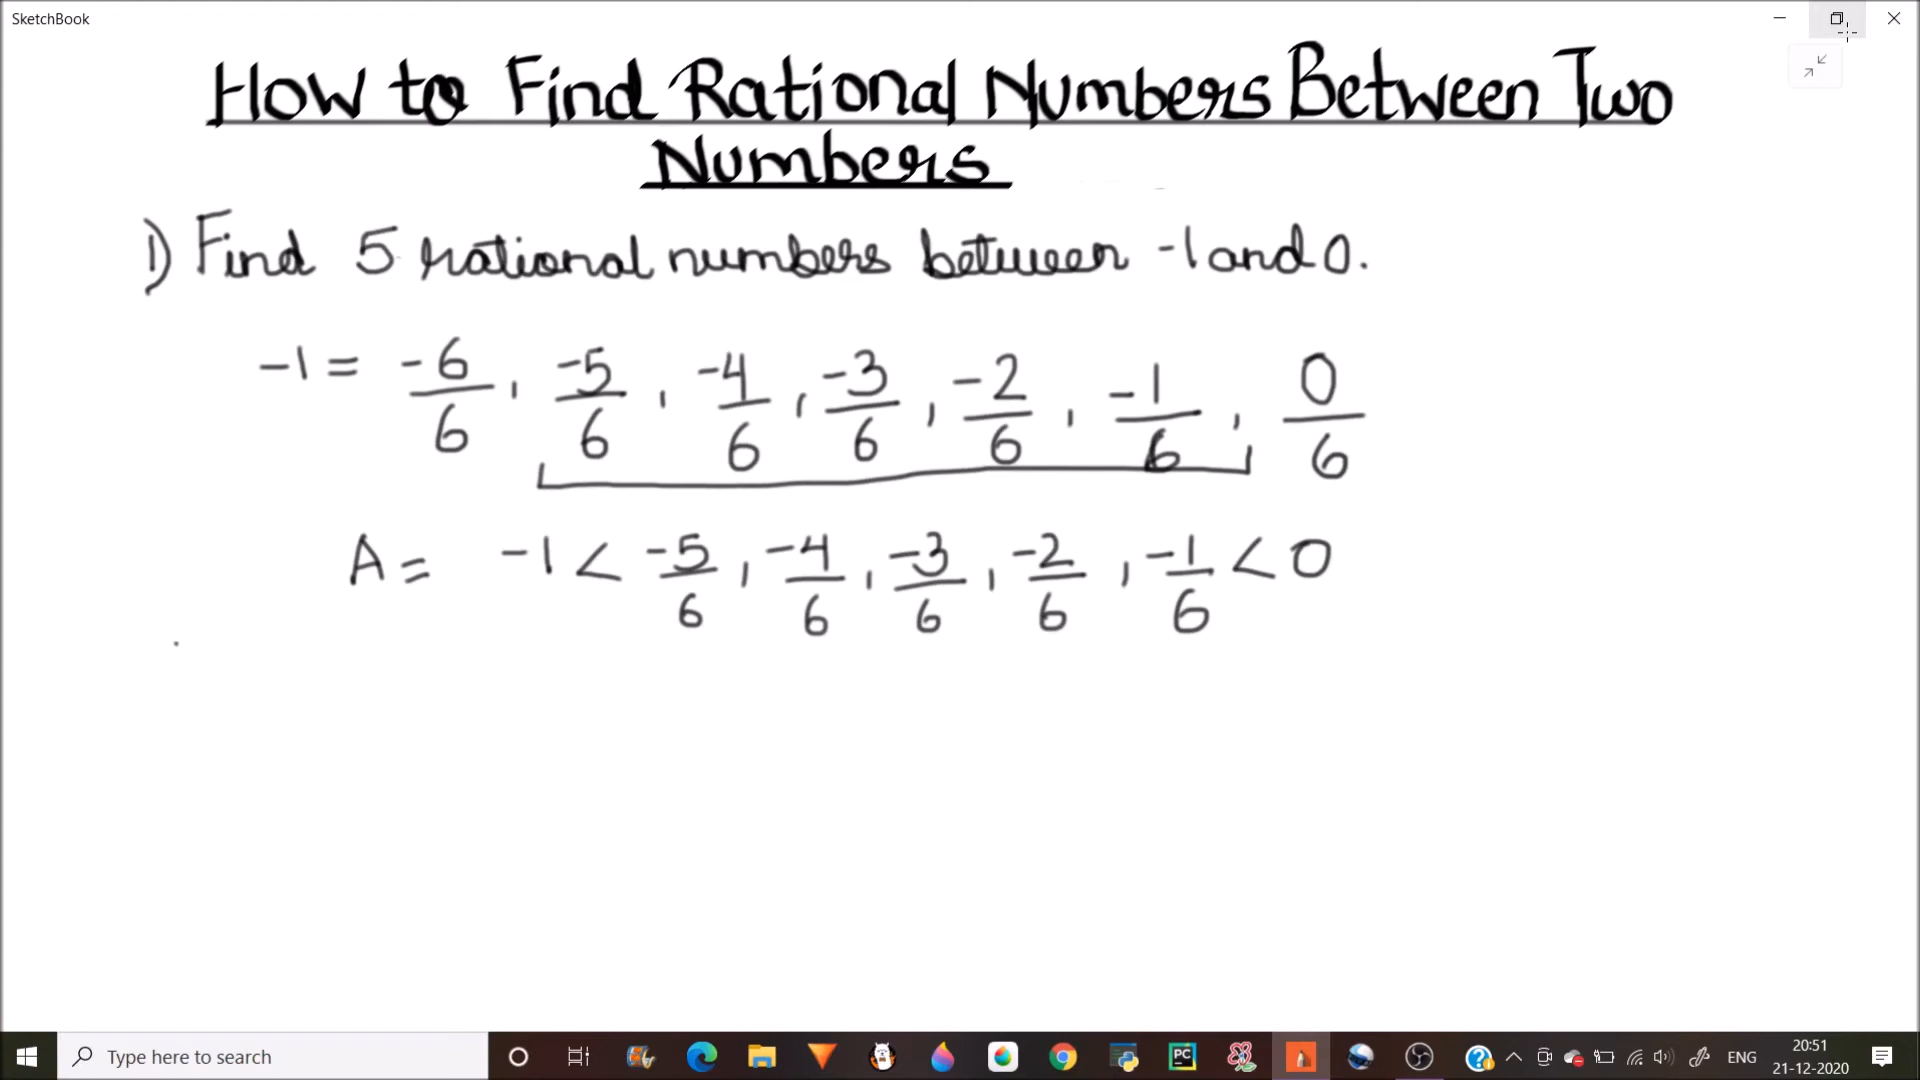 SketchBook
How to Find Rational Numbers Between Two
Numbers
1) Find 5 rational numbers between -1 and 0.
-1 = -6/6, -5/6, -4/6, -3/6, -2/6, -1/6, 0/6
A = -1 < -5/6, -4/6, -3/6, -2/6, -1/6 < 0
Type here to search
PC
ENG
20:51
21-12-2020